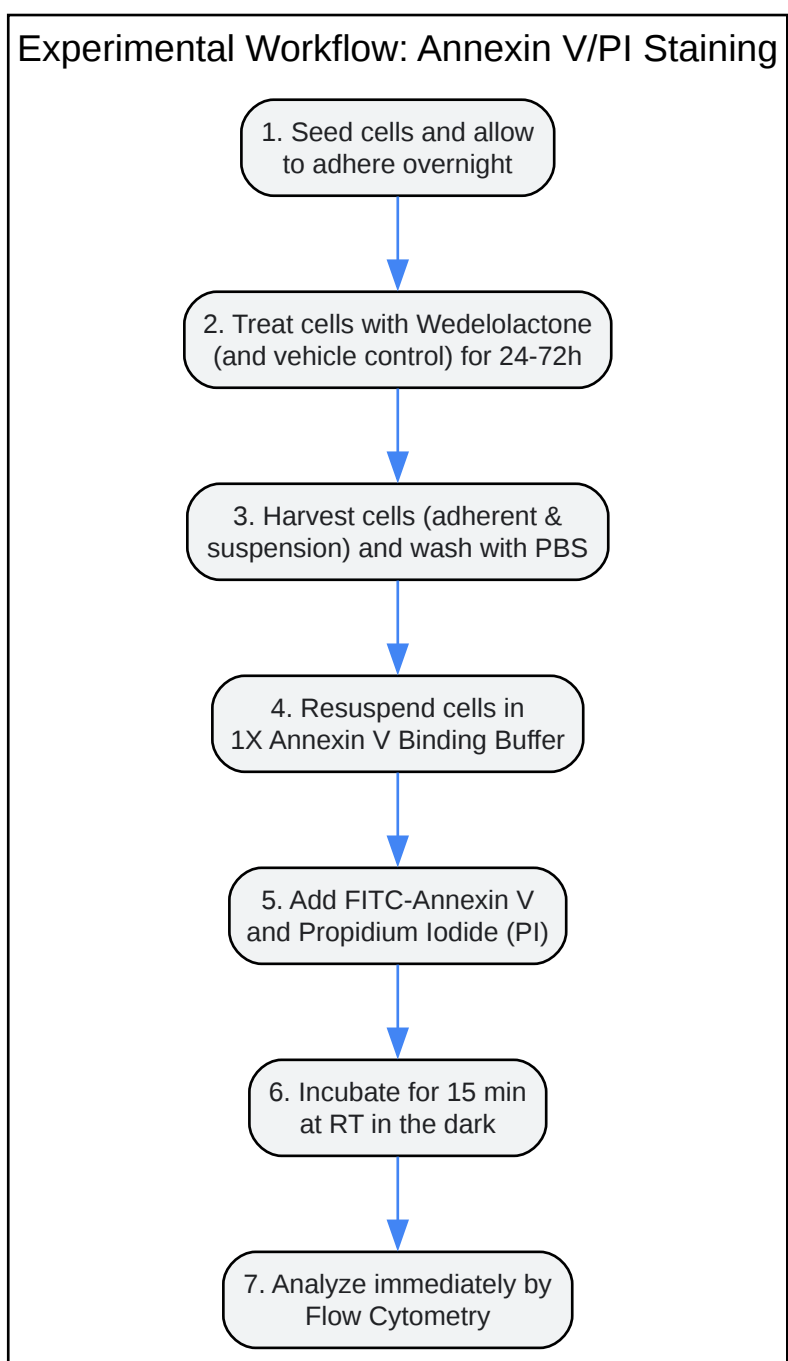 Experimental Workflow: Annexin V/PI Staining
1. Seed cells and allow
to adhere overnight
2. Treat cells with Wedelolactone
(and vehicle control) for 24-72h
3. Harvest cells (adherent &
suspension) and wash with PBS
4. Resuspend cells in
1X Annexin V Binding Buffer
5. Add FITC-Annexin V
and Propidium Iodide (PI)
6. Incubate for 15 min
at RT in the dark
7. Analyze immediately by
Flow Cytometry